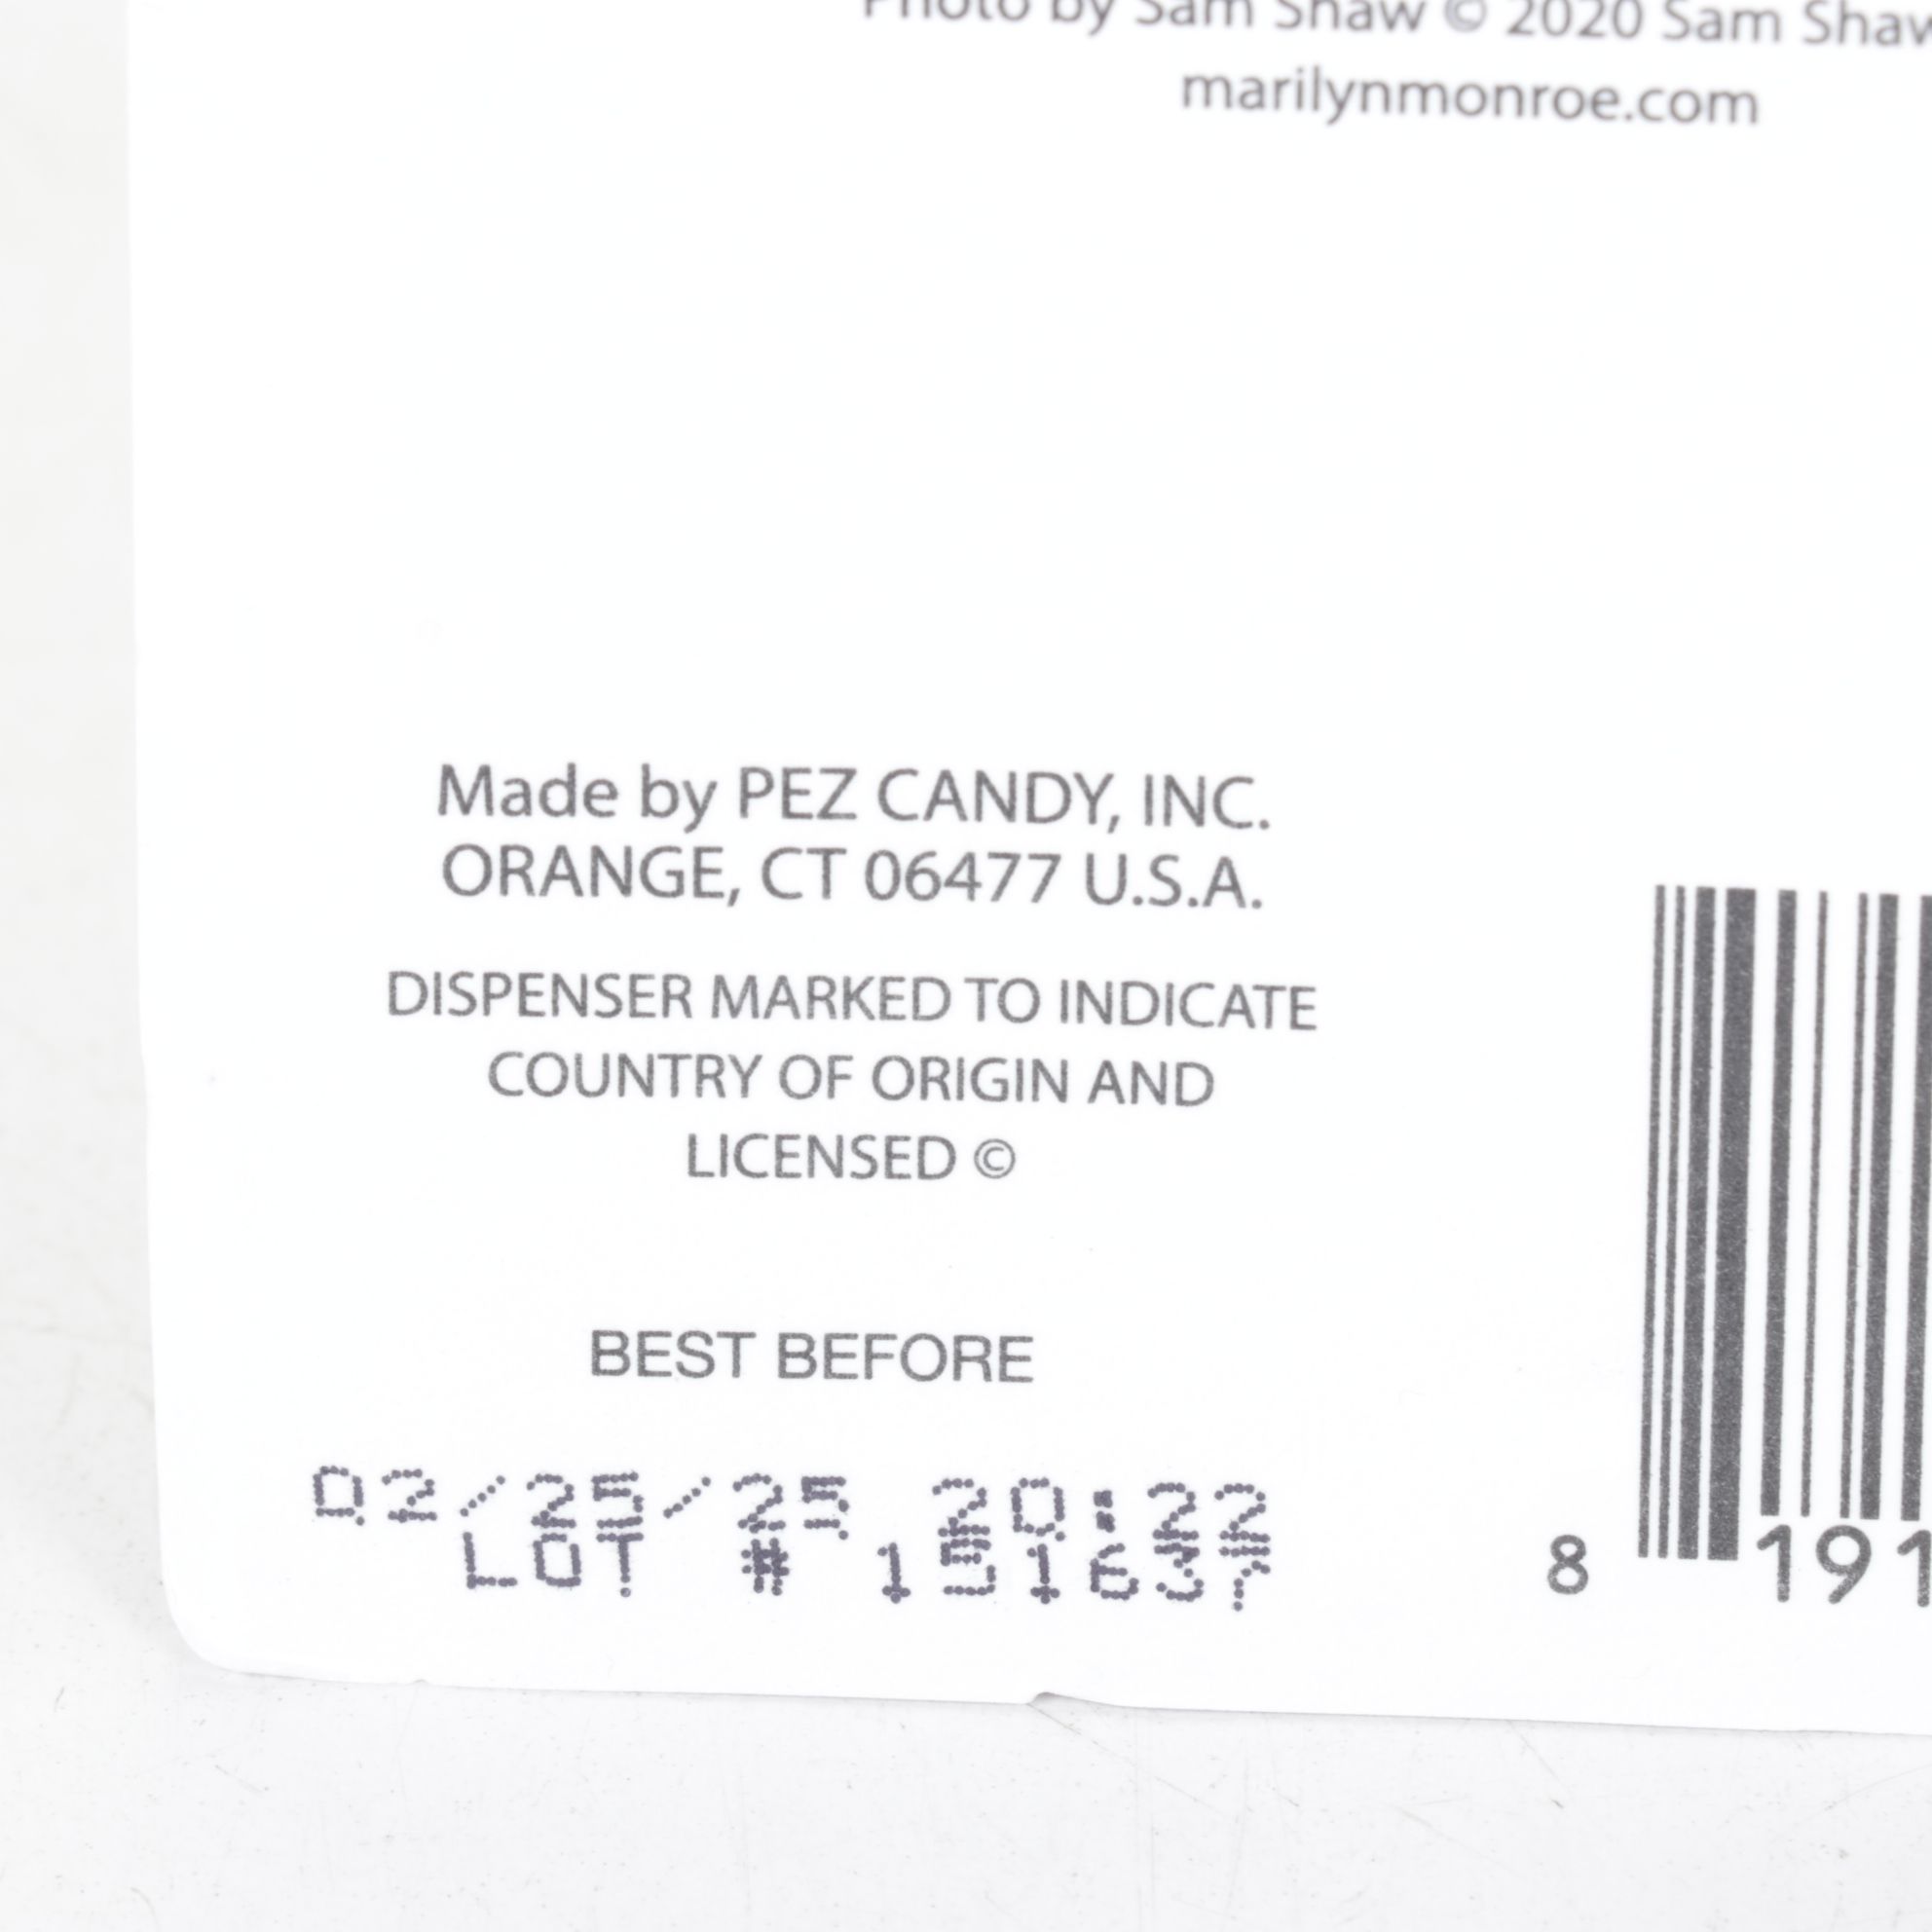 Photo by Sam Shaw © 2020 Sam Shaw
marilynmonroe.com
Made by PEZ CANDY, INC.
ORANGE, CT 06477 U.S.A.
DISPENSER MARKED TO INDICATE
COUNTRY OF ORIGIN AND
LICENSED ©
BEST BEFORE
02/25/25 20:22
LOT # 151637
8 191